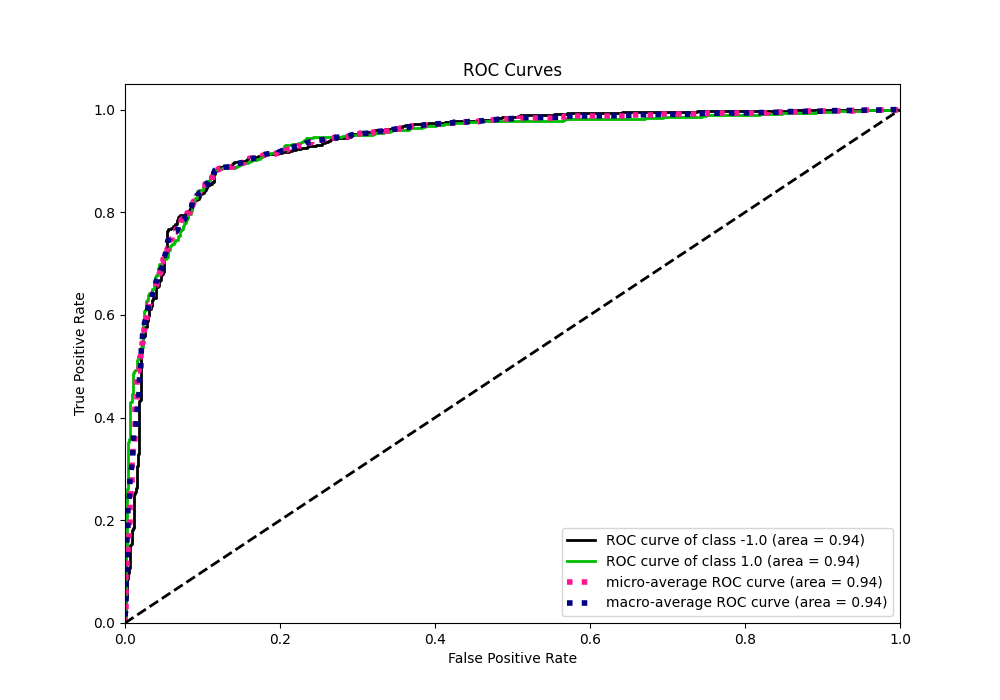 ROC Curves
True Positive Rate
1.0
0.8
0.6
0.4
0.2
0.0
0.0 0.2 0.4 0.6 0.8 1.0
False Positive Rate
ROC curve of class -1.0 (area = 0.94)
ROC curve of class 1.0 (area = 0.94)
micro-average ROC curve (area = 0.94)
macro-average ROC curve (area = 0.94)